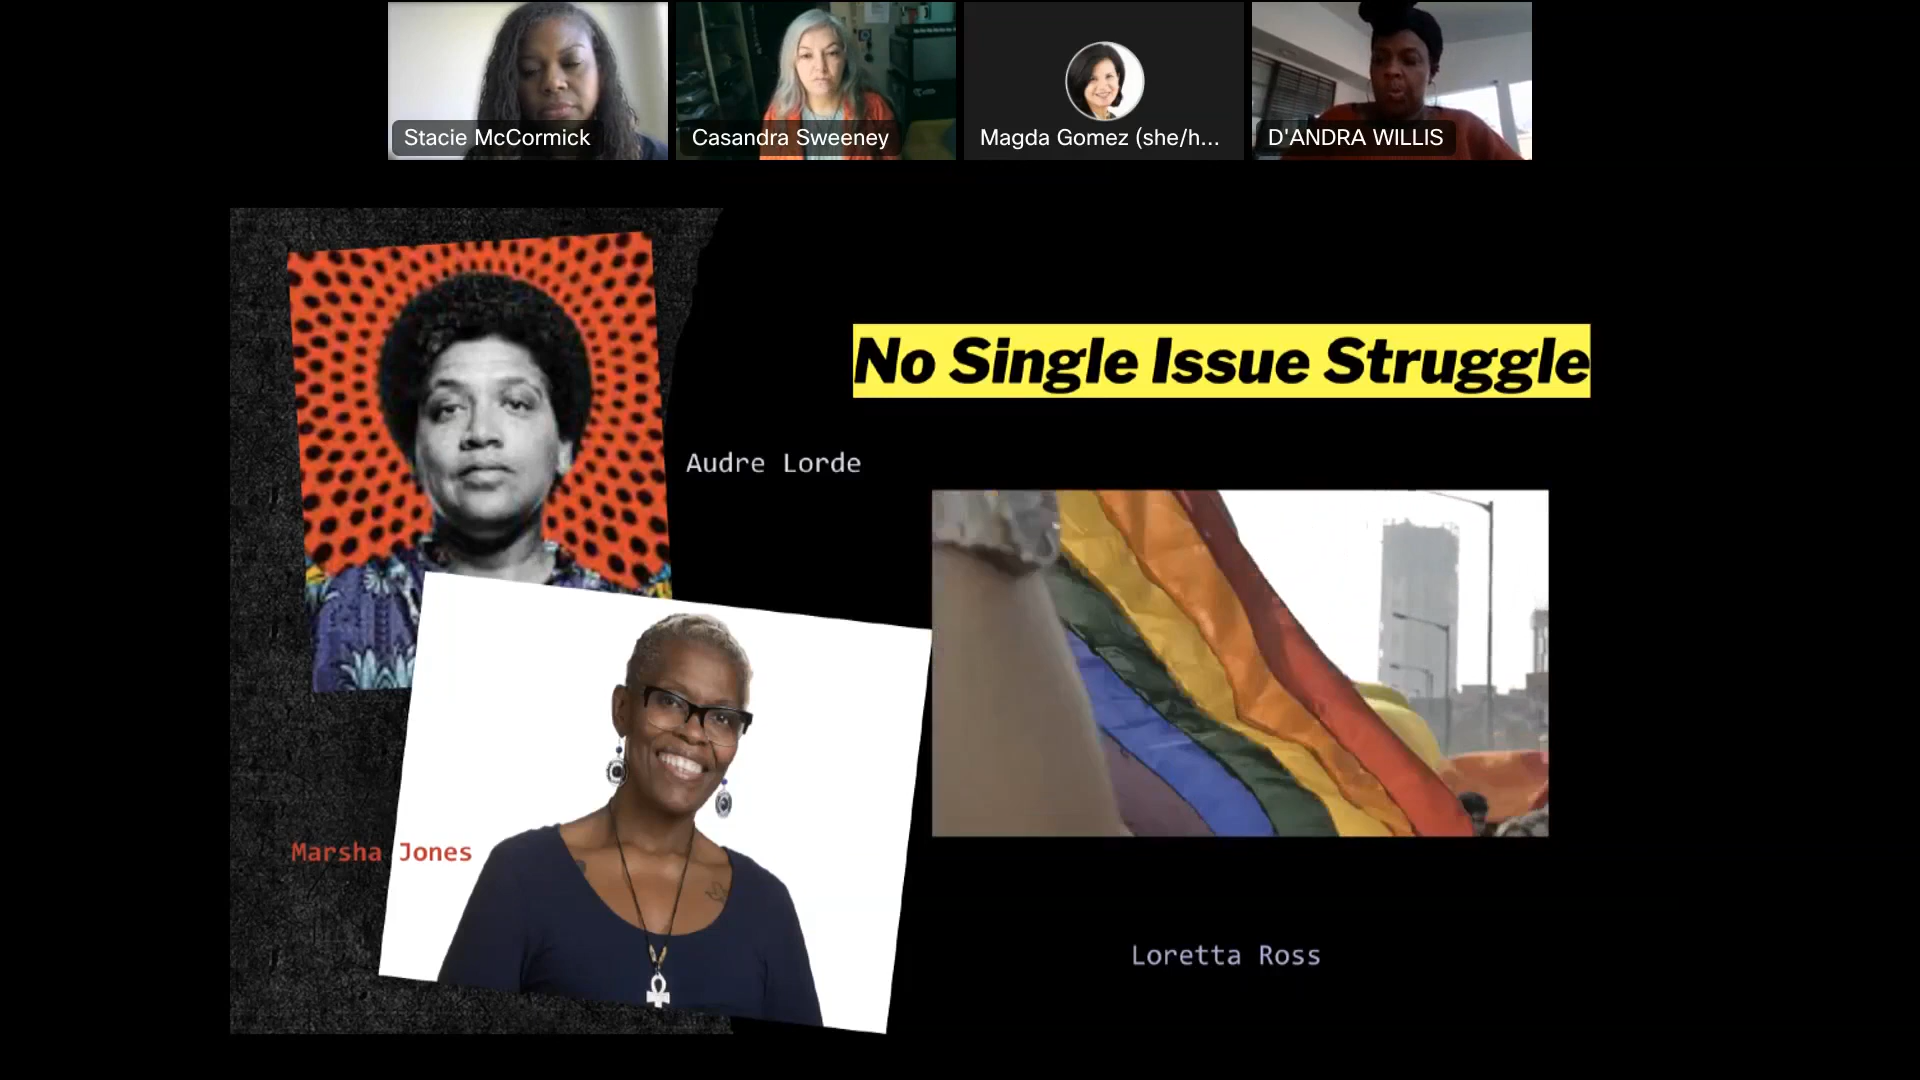 Stacie McCormick
Casandra Sweeney
Magda Gomez (she/h...
D'ANDRA WILLIS
No Single Issue Struggle
Audre Lorde
Marsha Jones
Loretta Ross